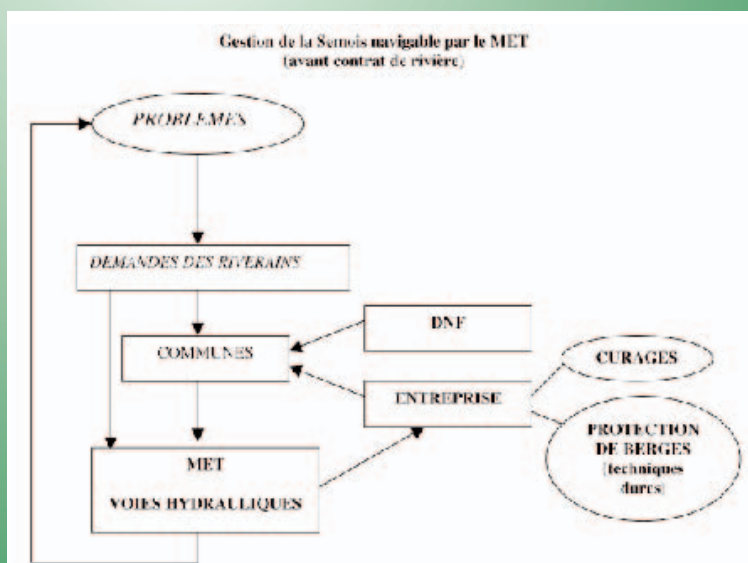 Gestion de la Semois navigable par le MET
(avant contrat de rivière)
PROBLEMES
DEMANDES DES RIVERAINS
DNF
COMMUNES
CURAGES
ENTREPRISE
PROTECTION
DE BERGES
(techniques
dures)
MET
VOIES HYDRAULIQUES